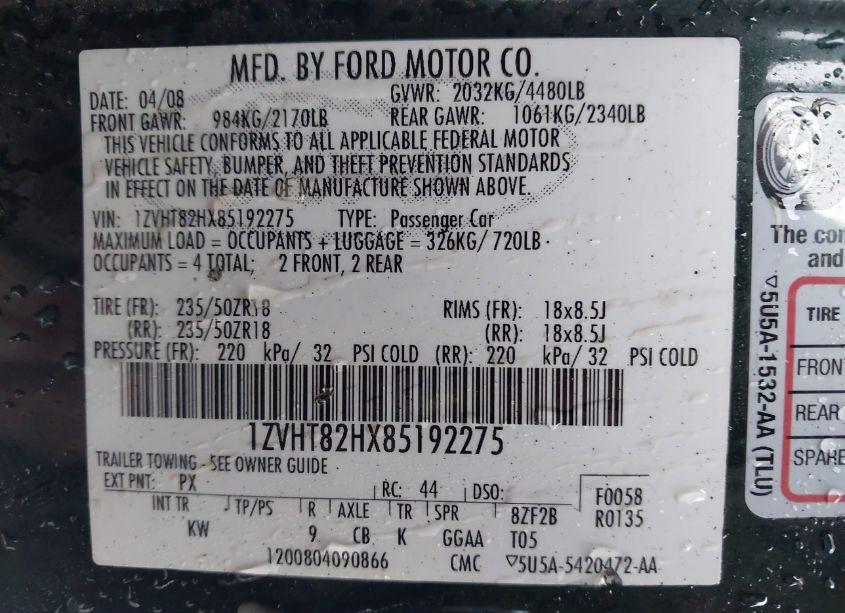 MFD. BY FORD MOTOR CO.
DATE: 04/08 GVWR: 2032KG/4480LB
FRONT GAWR: 984KG/2170LB REAR GAWR: 1061KG/2340LB
THIS VEHICLE CONFORMS TO ALL APPLICABLE FEDERAL MOTOR
VEHICLE SAFETY, BUMPER, AND THEFT PREVENTION STANDARDS
IN EFFECT ON THE DATE OF MANUFACTURE SHOWN ABOVE.
VIN: 1ZVHT82HX85192275 TYPE: Passenger Car
MAXIMUM LOAD = OCCUPANTS + LUGGAGE = 326KG/ 720LB
OCCUPANTS = 4 TOTAL; 2 FRONT, 2 REAR
TIRE (FR): 235/50ZR18 RIMS (FR): 18x8.5J
(RR): 235/50ZR18 (RR): 18x8.5J
PRESSURE (FR): 220 kPa/ 32 PSI COLD (RR): 220 kPa/ 32 PSI COLD
1ZVHT82HX85192275
TRAILER TOWING - SEE OWNER GUIDE
EXT PNT: PX RC: 44 DSO: F0058
INT TR TP/PS R AXLE TR SPR 8ZF2B R0135
KW 9 CB K GGAA T05
1200804090866 CMC ▽5U5A-5420472-AA
The
and
TIRE
FRONT
REAR
SPARE
▽5U5A-1532-AA (TLU)